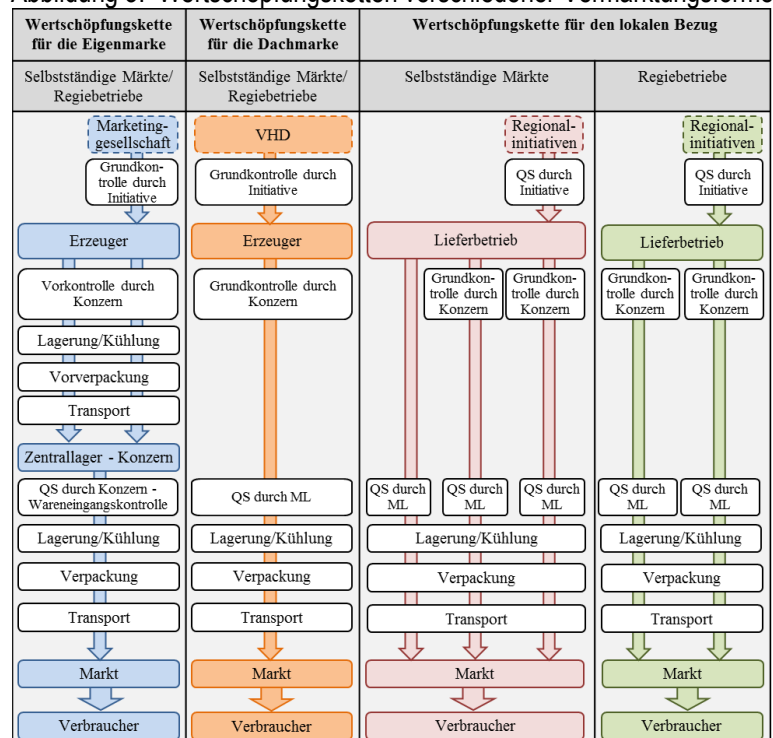 Abbildung Wertschöpfungsketten verschiedener Vermarktungsforme
Wertschöpfungskette
für die Eigenmarke
Wertschöpfungskette
für die Dachmarke
Wertschöpfungskette für den lokalen Bezug
Selbstständige Märkte/
Regiebetriebe
Selbstständige Märkte/
Regiebetriebe
Selbstständige Märkte
Regiebetriebe
Marketing-
gesellschaft
Grundkon-
trolle durch
Initiative
Erzeuger
Vorkontrolle durch
Konzern
Lagerung/Kühlung
Vorverpackung
Transport
Zentrallager - Konzern
QS durch Konzern -
Wareneingangskontrolle
Lagerung/Kühlung
Verpackung
Transport
Markt
Verbraucher
VHD
Grundkontrolle durch
Initiative
Erzeuger
Grundkontrolle durch
Konzern
QS durch ML
Lagerung/Kühlung
Verpackung
Transport
Markt
Verbraucher
Regional-
initiativen
QS durch
Initiative
Lieferbetrieb
Grundkon-
trolle durch
Konzern
Grundkon-
trolle durch
Konzern
QS durch
ML
QS durch
ML
QS durch
ML
Lagerung/Kühlung
Verpackung
Transport
Markt
Verbraucher
Regional-
initiativen
QS durch
Initiative
Lieferbetrieb
Grundkon-
trolle durch
Konzern
Grundkon-
trolle durch
Konzern
QS durch
ML
QS durch
ML
Lagerung/Kühlung
Verpackung
Transport
Markt
Verbraucher